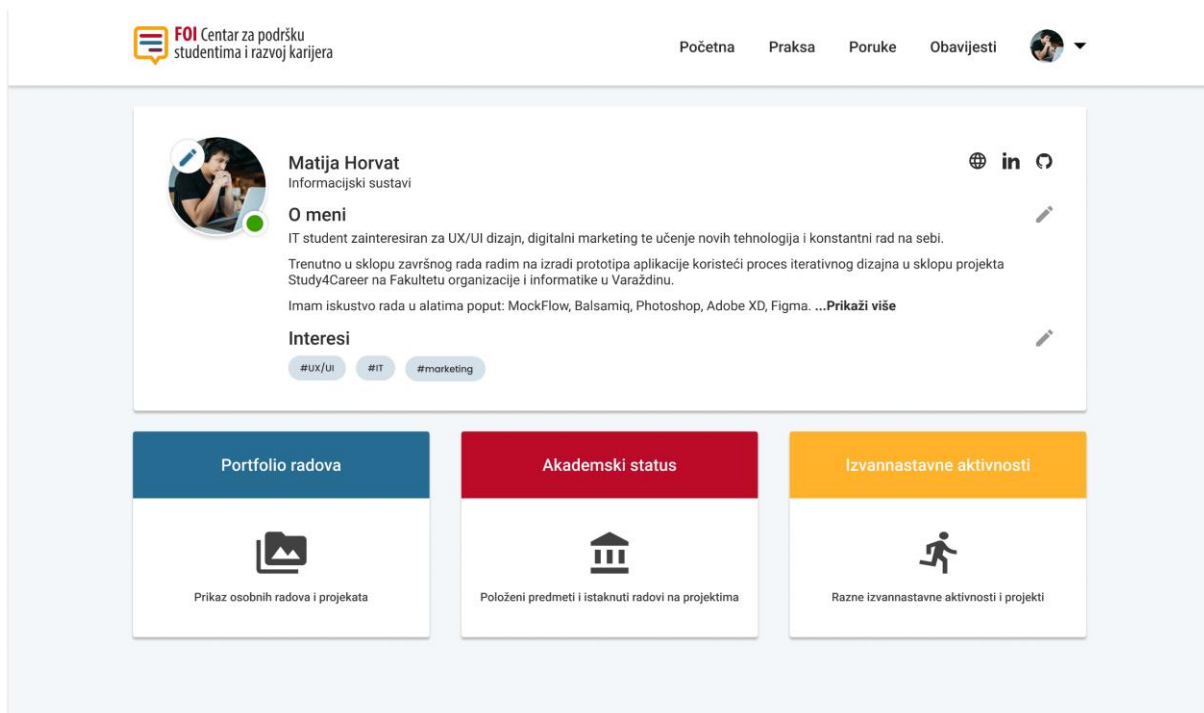 FOI Centar za podršku
studentima i razvoj karijera
Početna Praksa Poruke Obavijesti
Matija Horvat
Informacijski sustavi
in
O meni
IT student zainteresiran za UX/UI dizajn, digitalni marketing te učenje novih tehnologija i konstantni rad na sebi.
Trenutno u sklopu završnog rada radim na izradi prototipa aplikacije koristeći proces iterativnog dizajna u sklopu projekta
Study4Career na Fakultetu organizacije i informatike u Varaždinu.
Imam iskustvo rada u alatima poput: MockFlow, Balsamiq, Photoshop, Adobe XD, Figma. ...Prikaži više
Interesi
#UX/UI #IT #marketing
Portfolio radova
Akademski status
Izvannastavne aktivnosti
Prikaz osobnih radova i projekata
Položeni predmeti i istaknuti radovi na projektima
Razne izvannastavne aktivnosti i projekti